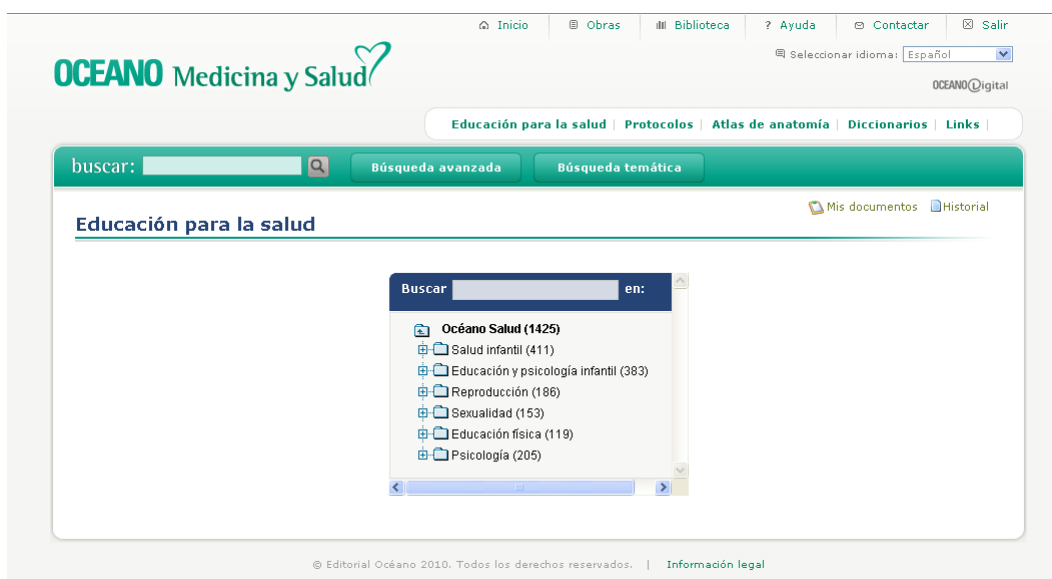 Inicio Obras Biblioteca ? Ayuda Contactar Salir
Seleccionar idioma: Español
OCEANO Medicina y Salud
OCEANO Digital
Educación para la salud | Protocolos | Atlas de anatomía | Diccionarios | Links |
buscar: Búsqueda avanzada Búsqueda temática
Mis documentos Historial
Educación para la salud
Buscar en:
Océano Salud (1425)
Salud infantil (411)
Educación y psicología infantil (383)
Reproducción (186)
Sexualidad (153)
Educación física (119)
Psicología (205)
© Editorial Océano 2010. Todos los derechos reservados. | Información legal